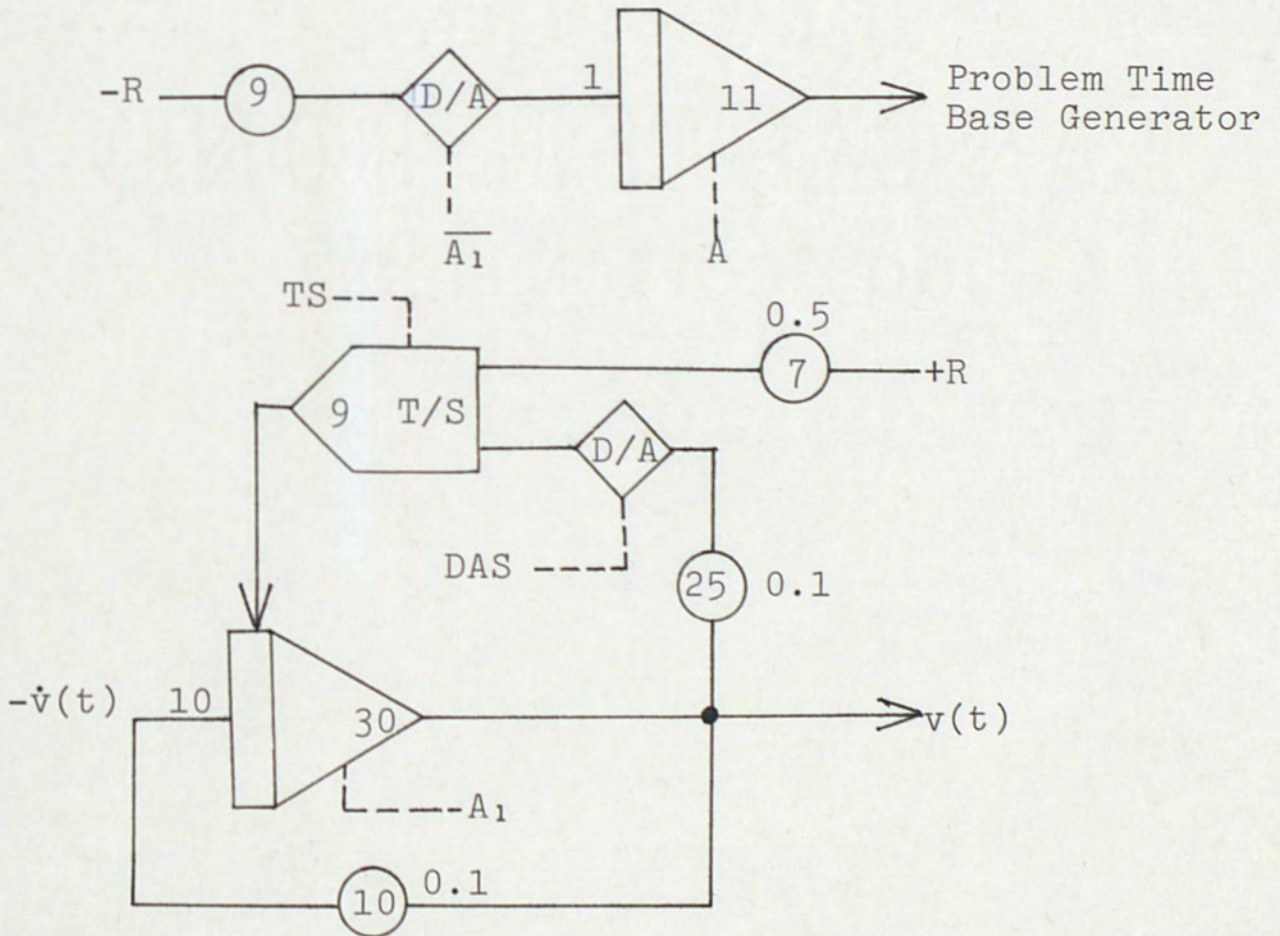 -R
9
D/A
1
11
Problem Time
Base Generator
A̅₁
A
TS
0.5
7
+R
9 T/S
D/A
DAS
25
0.1
-v̇(t)
10
30
v(t)
A₁
0.1
10